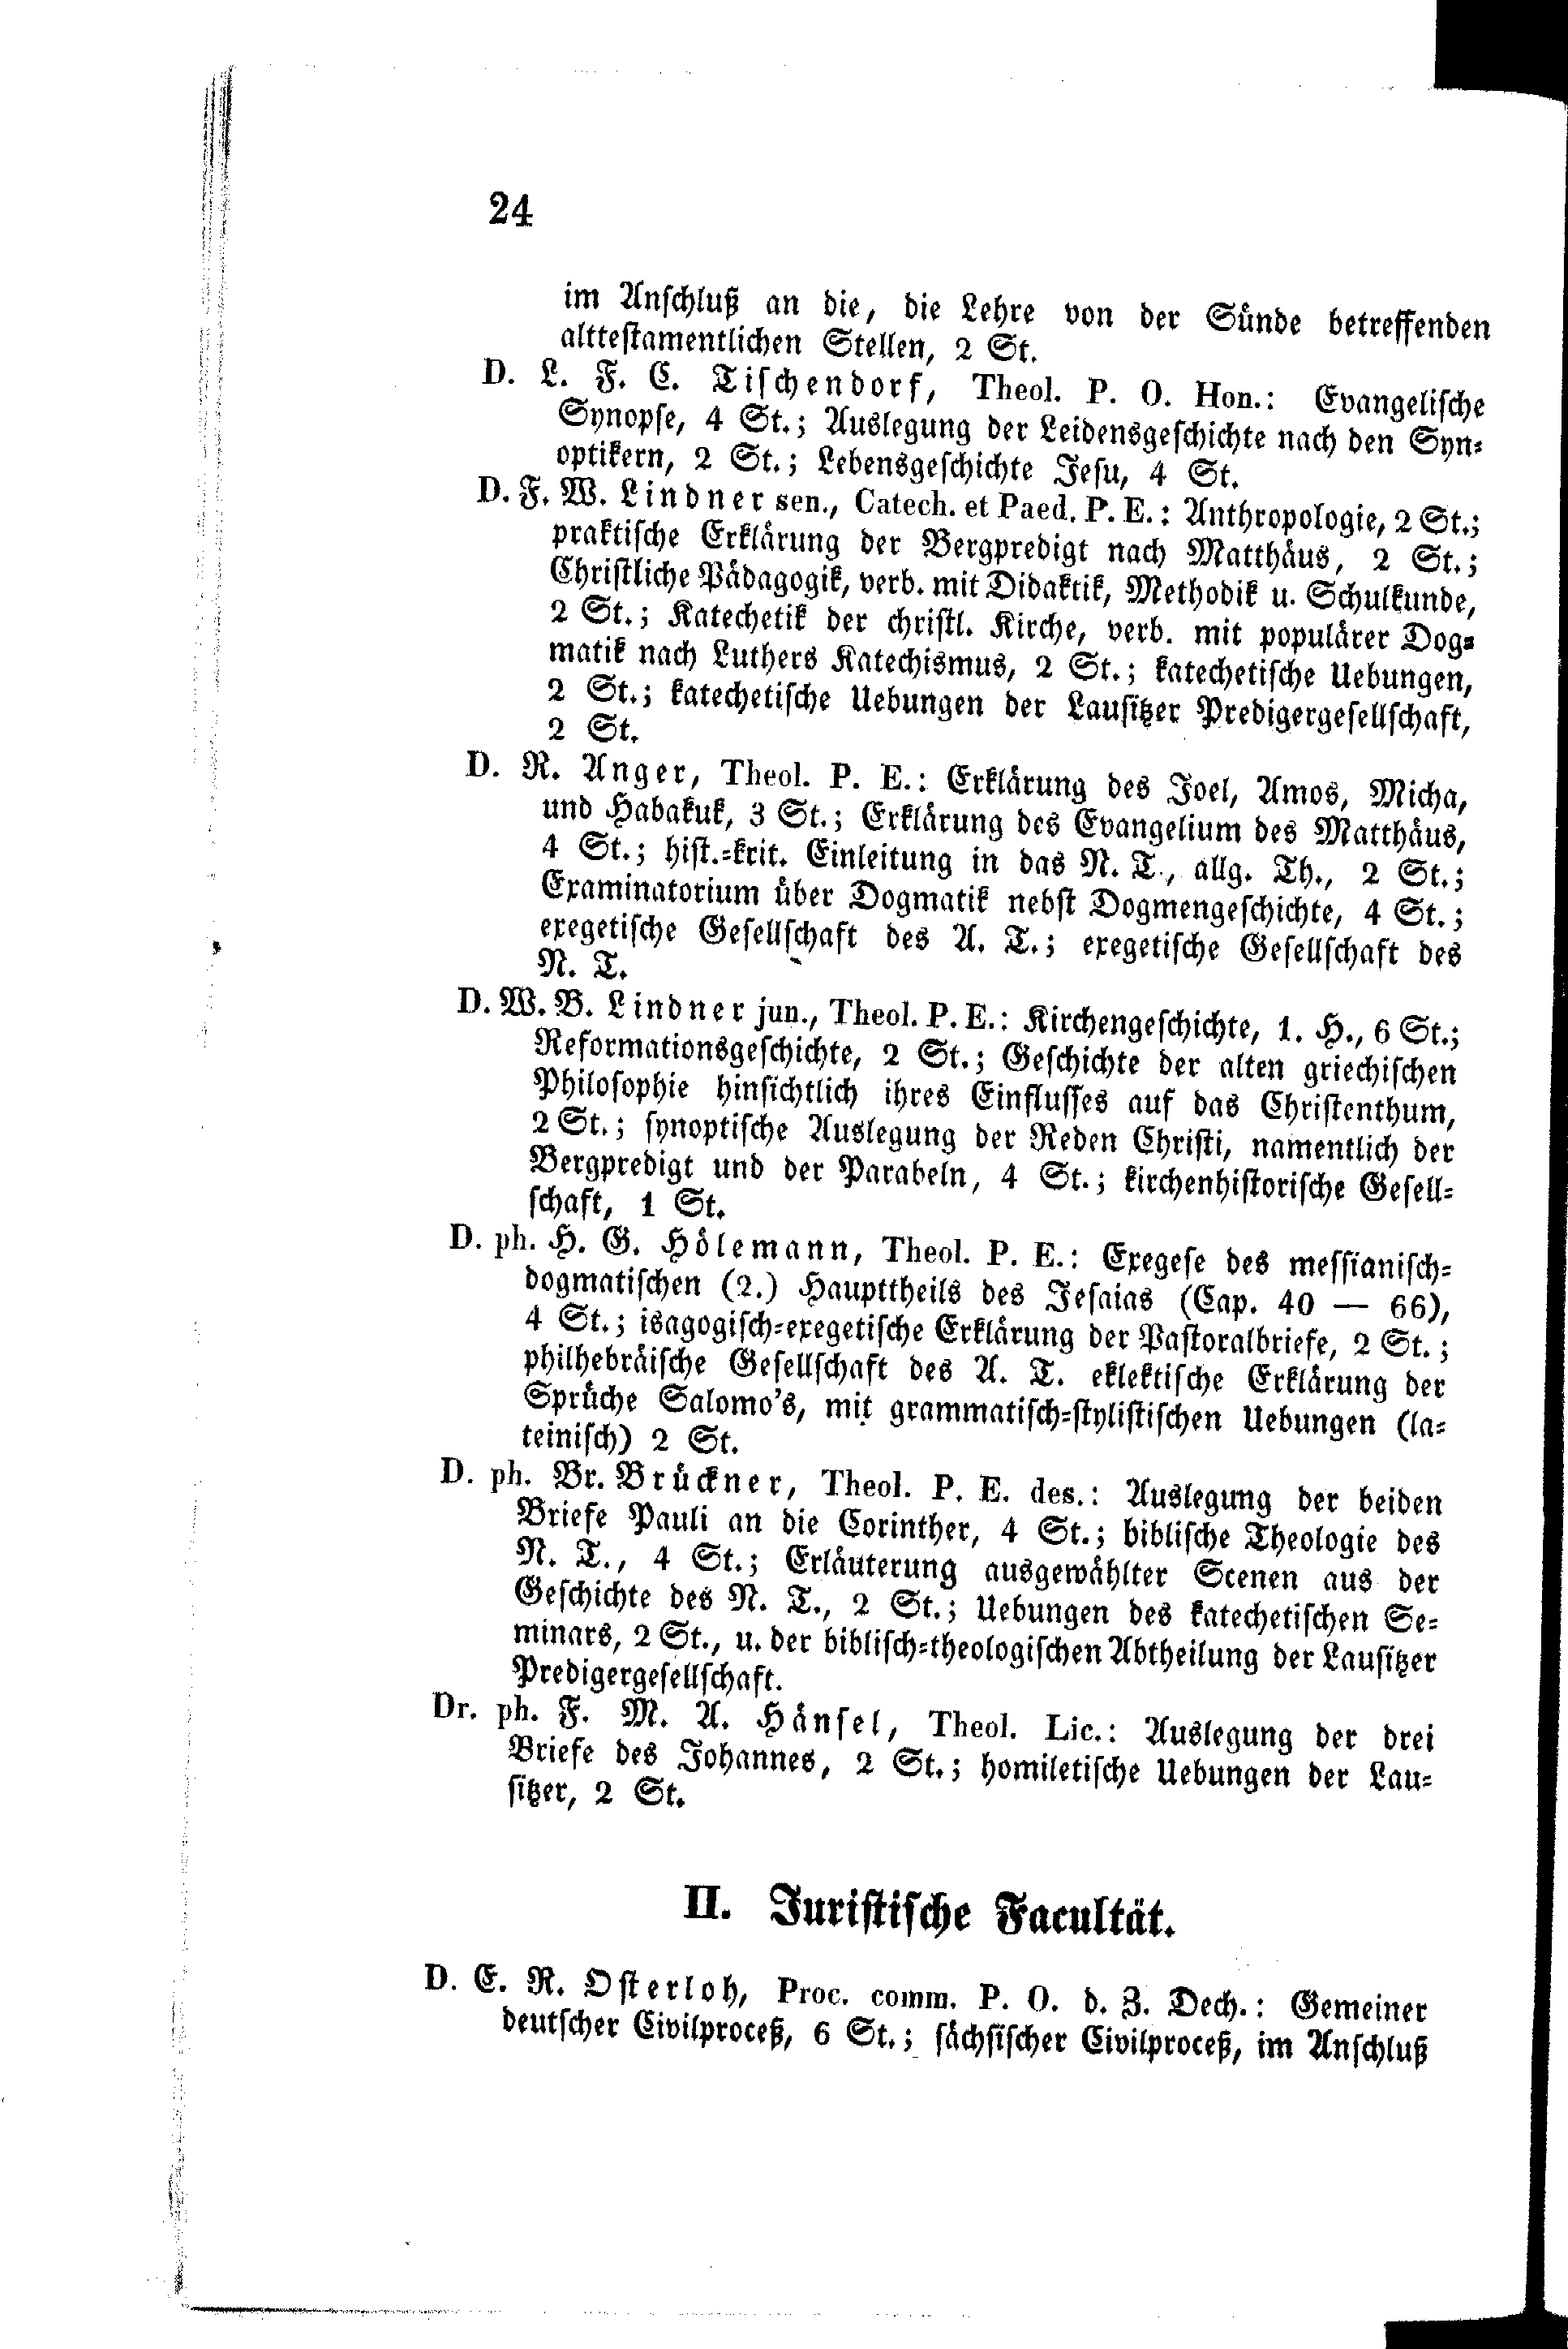 24
im Anschluß an die, die Lehre von der Sünde betreffenden
alttestamentlichen Stellen, 2 St.
D. L. F. C. Tischendorf, Theol. P. O. Hon.: Evangelische
Synopse, 4 St.; Auslegung der Leidensgeschichte nach den Syn-
optikern, 2 St.; Lebensgeschichte Jesu, 4 St.
D. F. W. Lindner sen., Catech. et Paed. P. E.: Anthropologie, 2 St.;
praktische Erklärung der Bergpredigt nach Matthäus, 2 St.;
Christliche Pädagogik, verb. mit Didaktik, Methodik u. Schulkunde,
2 St.; Katechetik der christl. Kirche, verb. mit populärer Dog-
matik nach Luthers Katechismus, 2 St.; katechetische Uebungen,
2 St.; katechetische Uebungen der Lausitzer Predigergesellschaft,
2 St.
D. R. Anger, Theol. P. E.: Erklärung des Joel, Amos, Micha,
und Habakuk, 3 St.; Erklärung des Evangelium des Matthäus,
4 St.; hist.-krit. Einleitung in das N. T., allg. Th., 2 St.;
Examinatorium über Dogmatik nebst Dogmengeschichte, 4 St.;
exegetische Gesellschaft des A. T.; exegetische Gesellschaft des
N. T.
D. W. B. Lindner jun., Theol. P. E.: Kirchengeschichte, 1. H., 6 St.;
Reformationsgeschichte, 2 St.; Geschichte der alten griechischen
Philosophie hinsichtlich ihres Einflusses auf das Christenthum,
2 St.; synoptische Auslegung der Reden Christi, namentlich der
Bergpredigt und der Parabeln, 4 St.; kirchenhistorische Gesell-
schaft, 1 St.
D. ph. H. G. Hölemann, Theol. P. E.: Exegese des messianisch-
dogmatischen (2.) Haupttheils des Jesaias (Cap. 40 — 66),
4 St.; isagogisch-exegetische Erklärung der Pastoralbriefe, 2 St.;
philhebräische Gesellschaft des A. T. eklektische Erklärung der
Sprüche Salomo's, mit grammatisch-stylistischen Uebungen (la-
teinisch) 2 St.
D. ph. Br. Brückner, Theol. P. E. des.: Auslegung der beiden
Briefe Pauli an die Corinther, 4 St.; biblische Theologie des
N. T., 4 St.; Erläuterung ausgewählter Scenen aus der
Geschichte des N. T., 2 St.; Uebungen des katechetischen Se-
minars, 2 St., u. der biblisch-theologischen Abtheilung der Lausitzer
Predigergesellschaft.
Dr. ph. F. M. A. Hänsel, Theol. Lic.: Auslegung der drei
Briefe des Johannes, 2 St.; homiletische Uebungen der Lau-
sitzer, 2 St.
II. Juristische Facultät.
D. E. R. Osterloh, Proc. comm. P. O. d. Z. Dech.: Gemeiner
deutscher Civilproceß, 6 St.; sächsischer Civilproceß, im Anschluß